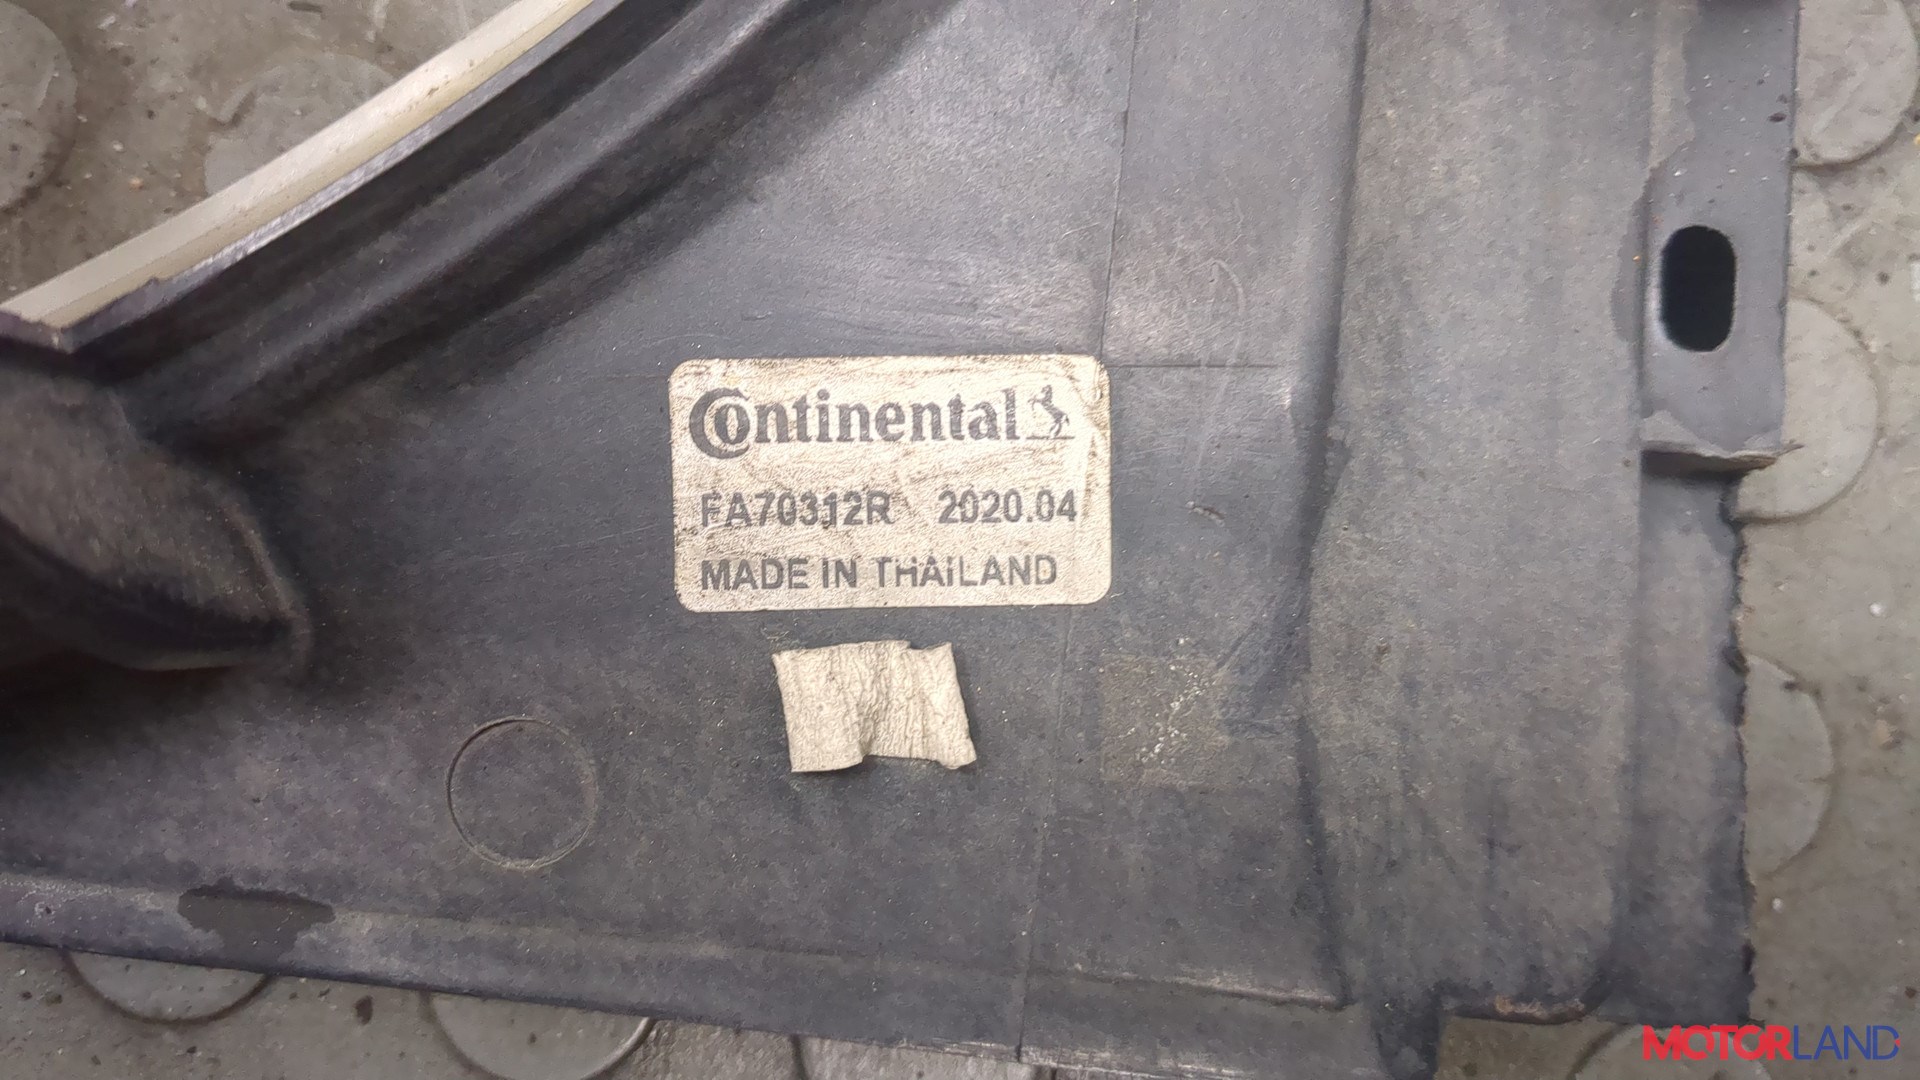 Continental
FA70312R 2020.04
MADE IN THAILAND
MOTORLAND